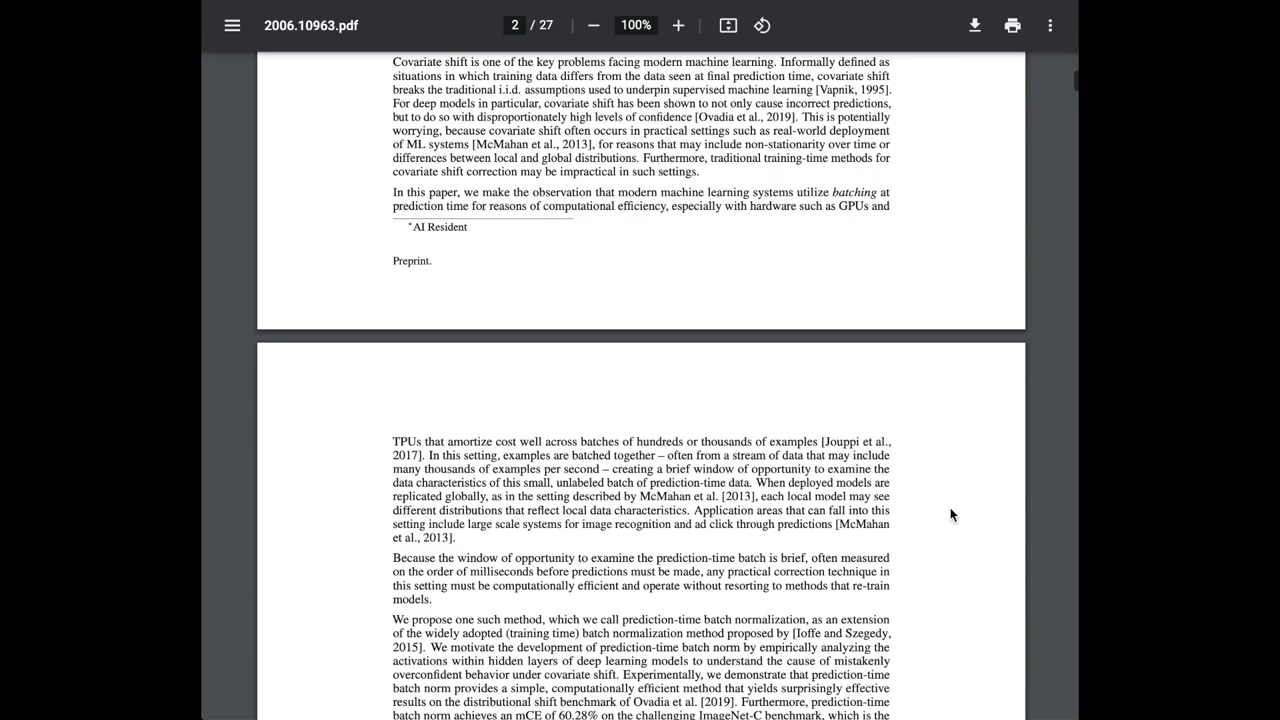 2006.10963.pdf
2 / 27
100%
Covariate shift is one of the key problems facing modern machine learning. Informally defined as
situations in which training data differs from the data seen at final prediction time, covariate shift
breaks the traditional i.i.d. assumptions used to underpin supervised machine learning [Vapnik, 1995].
For deep models in particular, covariate shift has been shown to not only cause incorrect predictions,
but to do so with disproportionately high levels of confidence [Ovadia et al., 2019]. This is potentially
worrying, because covariate shift often occurs in practical settings such as real-world deployment
of ML systems [McMahan et al., 2013], for reasons that may include non-stationarity over time or
differences between local and global distributions. Furthermore, traditional training-time methods for
covariate shift correction may be impractical in such settings.
In this paper, we make the observation that modern machine learning systems utilize batching at
prediction time for reasons of computational efficiency, especially with hardware such as GPUs and
*AI Resident
Preprint.
TPUs that amortize cost well across batches of hundreds or thousands of examples [Jouppi et al.,
2017]. In this setting, examples are batched together – often from a stream of data that may include
many thousands of examples per second – creating a brief window of opportunity to examine the
data characteristics of this small, unlabeled batch of prediction-time data. When deployed models are
replicated globally, as in the setting described by McMahan et al. [2013], each local model may see
different distributions that reflect local data characteristics. Application areas that can fall into this
setting include large scale systems for image recognition and ad click through predictions [McMahan
et al., 2013].
Because the window of opportunity to examine the prediction-time batch is brief, often measured
on the order of milliseconds before predictions must be made, any practical correction technique in
this setting must be computationally efficient and operate without resorting to methods that re-train
models.
We propose one such method, which we call prediction-time batch normalization, as an extension
of the widely adopted (training time) batch normalization method proposed by [Ioffe and Szegedy,
2015]. We motivate the development of prediction-time batch norm by empirically analyzing the
activations within hidden layers of deep learning models to understand the cause of mistakenly
overconfident behavior under covariate shift. Experimentally, we demonstrate that prediction-time
batch norm provides a simple, computationally efficient method that yields surprisingly effective
results on the distributional shift benchmark of Ovadia et al. [2019]. Furthermore, prediction-time
batch norm achieves an mCE of 60.28% on the challenging ImageNet-C benchmark, which is the